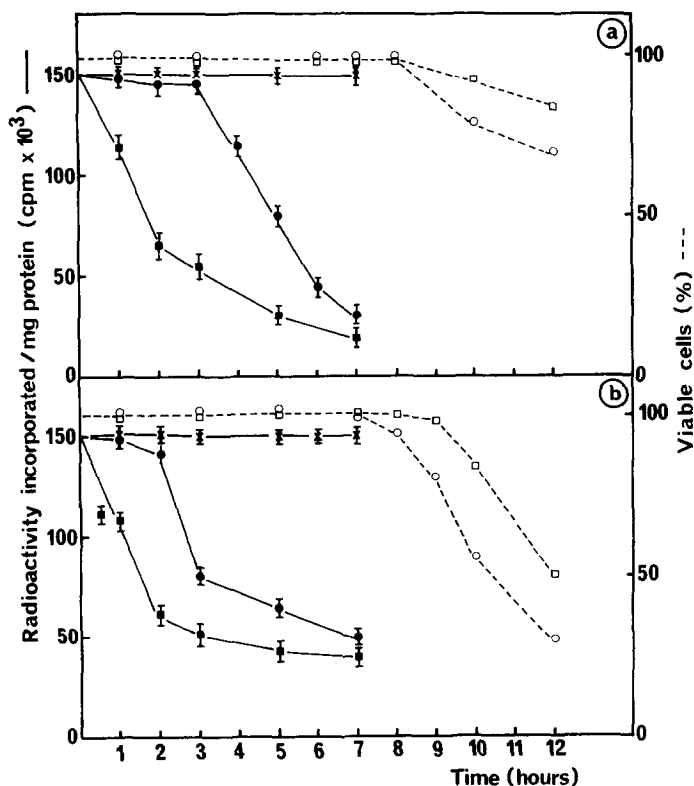 Radioactivity incorporated/mg protein (cpm x 10³)
150
100
50
0
a
100
50
0
150
100
50
0
b
100
50
0
Viable cells (%) ---
1 2 3 4 5 6 7 8 9 10 11 12
Time (hours)